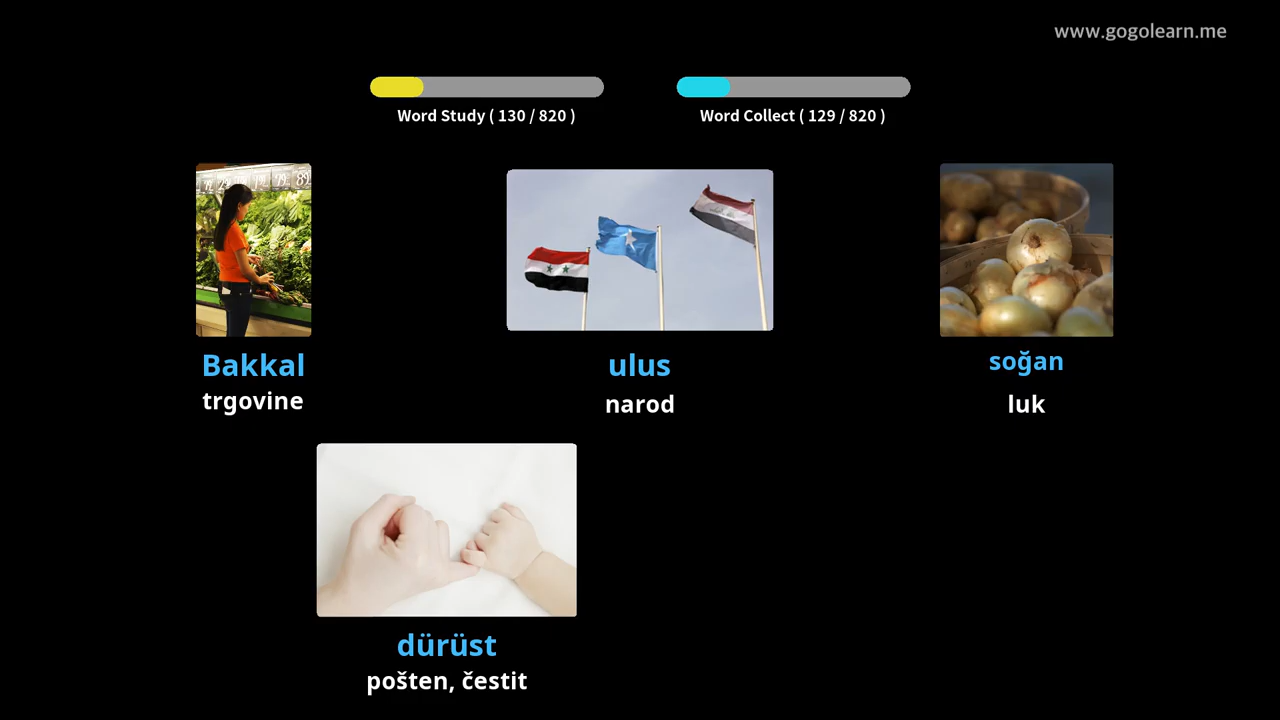 www.gogolearn.me
Word Study ( 130 / 820 )
Word Collect ( 129 / 820 )
Bakkal
trgovine
ulus
narod
soğan
luk
dürüst
pošten, čestit